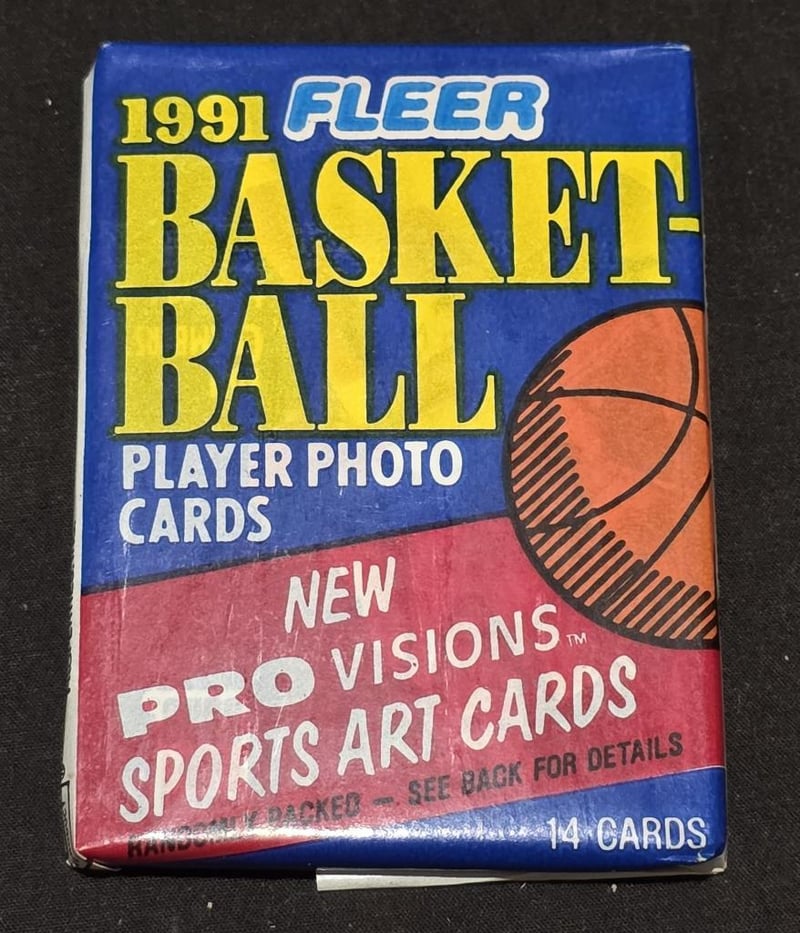 1991 FLEER
BASKET-
BALL
PLAYER PHOTO
CARDS
NEW
PRO VISIONS™
SPORTS ART CARDS
RANDOMLY PACKED — SEE BACK FOR DETAILS
14 CARDS